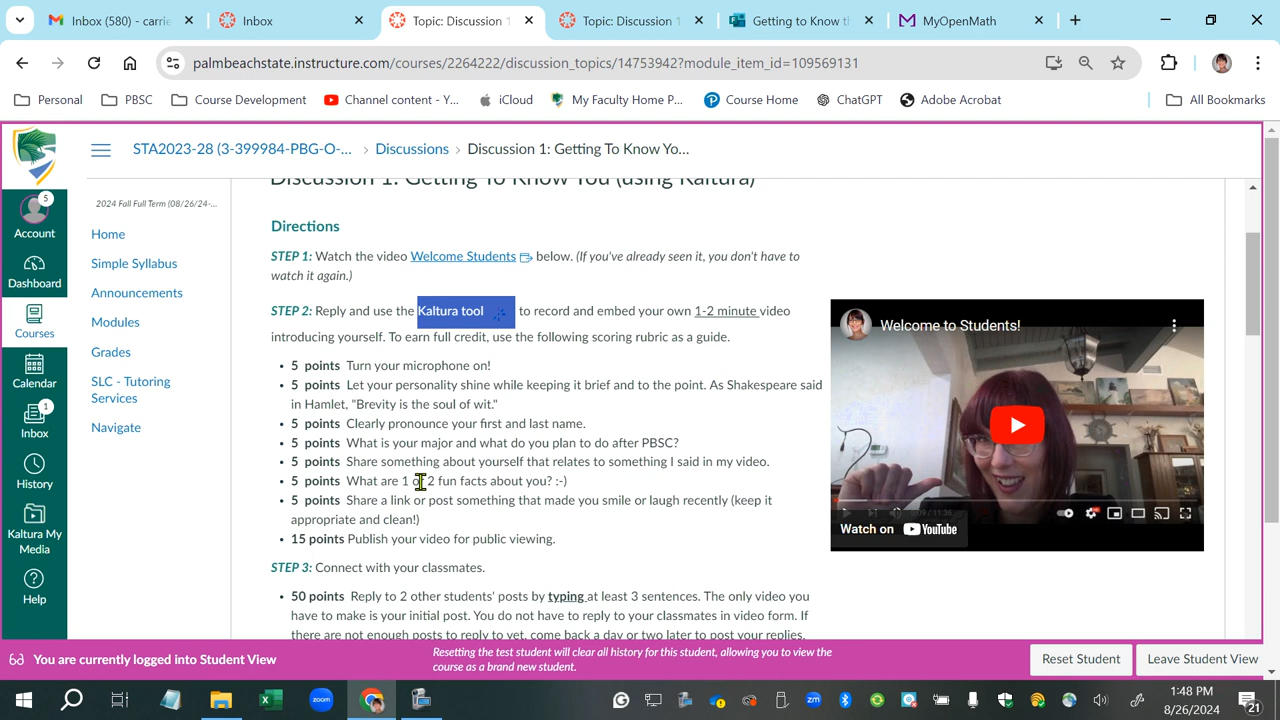 Inbox (580) - carrie
Inbox
Topic: Discussion 1
Topic: Discussion 1
Getting to Know th
MyOpenMath
palmbeachstate.instructure.com/courses/2264222/discussion_topics/14753942?module_item_id=109569131
Personal
PBSC
Course Development
Channel content - Y...
iCloud
My Faculty Home P...
Course Home
ChatGPT
Adobe Acrobat
All Bookmarks
STA2023-28 (3-399984-PBG-O-... > Discussions > Discussion 1: Getting To Know Yo...
5
Account
Dashboard
Courses
Calendar
1
Inbox
History
Kaltura My
Media
Help
2024 Fall Full Term (08/26/24-...
Home
Simple Syllabus
Announcements
Modules
Grades
SLC - Tutoring
Services
Navigate
Discussion 1: Getting To Know You (using Kaltura)
Directions
STEP 1: Watch the video Welcome Students below. (If you've already seen it, you don't have to
watch it again.)
STEP 2: Reply and use the Kaltura tool to record and embed your own 1-2 minute video
introducing yourself. To earn full credit, use the following scoring rubric as a guide.
• 5 points Turn your microphone on!
• 5 points Let your personality shine while keeping it brief and to the point. As Shakespeare said
in Hamlet, "Brevity is the soul of wit."
• 5 points Clearly pronounce your first and last name.
• 5 points What is your major and what do you plan to do after PBSC?
• 5 points Share something about yourself that relates to something I said in my video.
• 5 points What are 1 or 2 fun facts about you? :-)
• 5 points Share a link or post something that made you smile or laugh recently (keep it
appropriate and clean!)
• 15 points Publish your video for public viewing.
STEP 3: Connect with your classmates.
• 50 points Reply to 2 other students' posts by typing at least 3 sentences. The only video you
have to make is your initial post. You do not have to reply to your classmates in video form. If
there are not enough posts to reply to yet, come back a day or two later to post your replies.
Welcome to Students!
Watch on YouTube
You are currently logged into Student View
Resetting the test student will clear all history for this student, allowing you to view the
course as a brand new student.
Reset Student
Leave Student View
zoom
zm
1:48 PM
8/26/2024
21